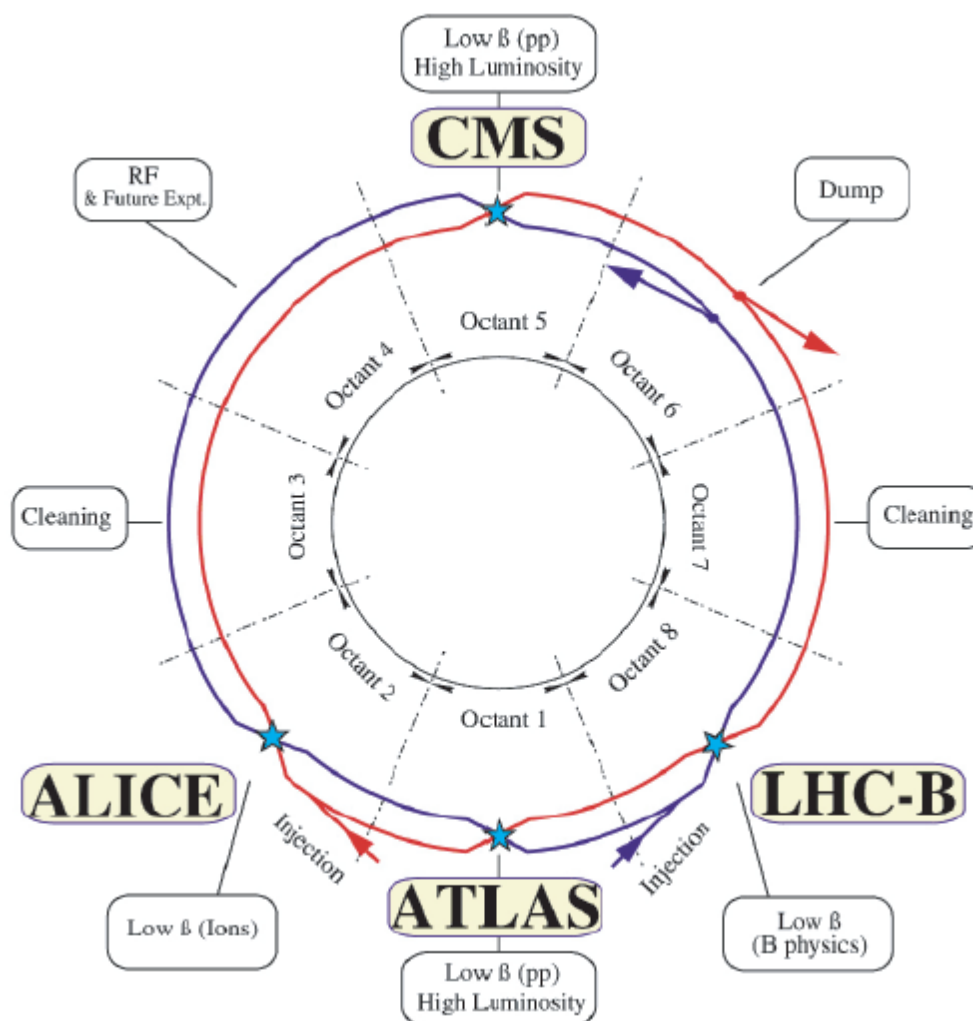 Low ß (pp)
High Luminosity
CMS
RF
& Future Expt.
Dump
Octant 5
Octant 4
Octant 6
Cleaning
Octant 3
Octant 7
Cleaning
Octant 2
Octant 8
Octant 1
ALICE
LHC-B
Injection
Injection
ATLAS
Low ß (Ions)
Low ß
(B physics)
Low ß (pp)
High Luminosity